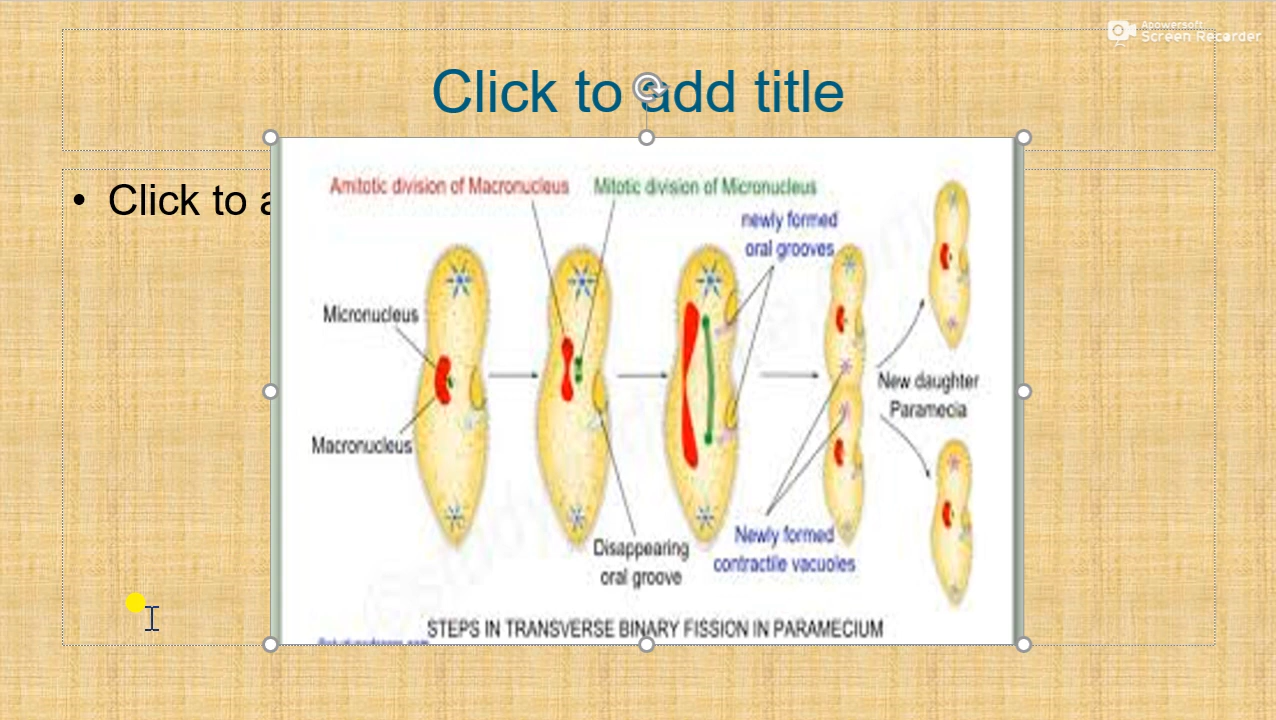 Apowersoft
Screen Recorder
Click to add title
Click to a
Amitotic division of Macronucleus
Mitotic division of Micronucleus
newly formed
oral grooves
Micronucleus
Macronucleus
New daughter
Paramecia
Disappearing
oral groove
Newly formed
contractile vacuoles
STEPS IN TRANSVERSE BINARY FISSION IN PARAMECIUM